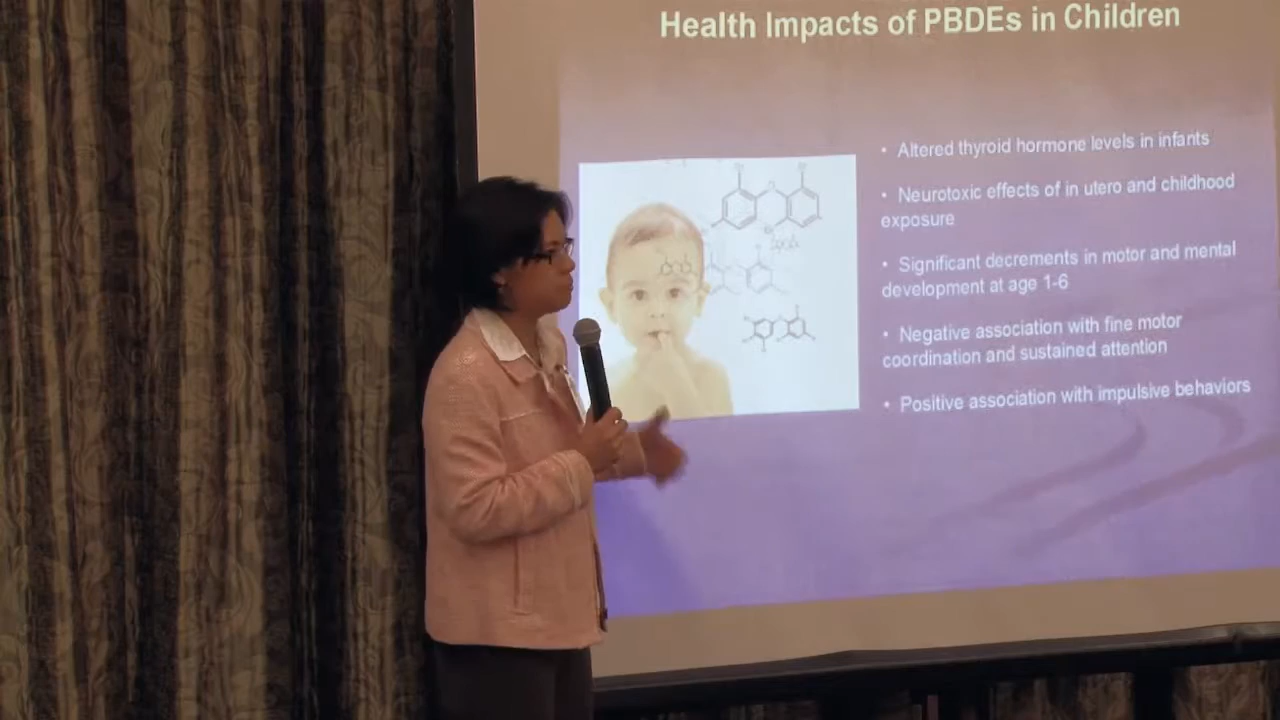 Health Impacts of PBDEs in Children
• Altered thyroid hormone levels in infants
• Neurotoxic effects of in utero and childhood
exposure
• Significant decrements in motor and mental
development at age 1-6
• Negative association with fine motor
coordination and sustained attention
• Positive association with impulsive behaviors